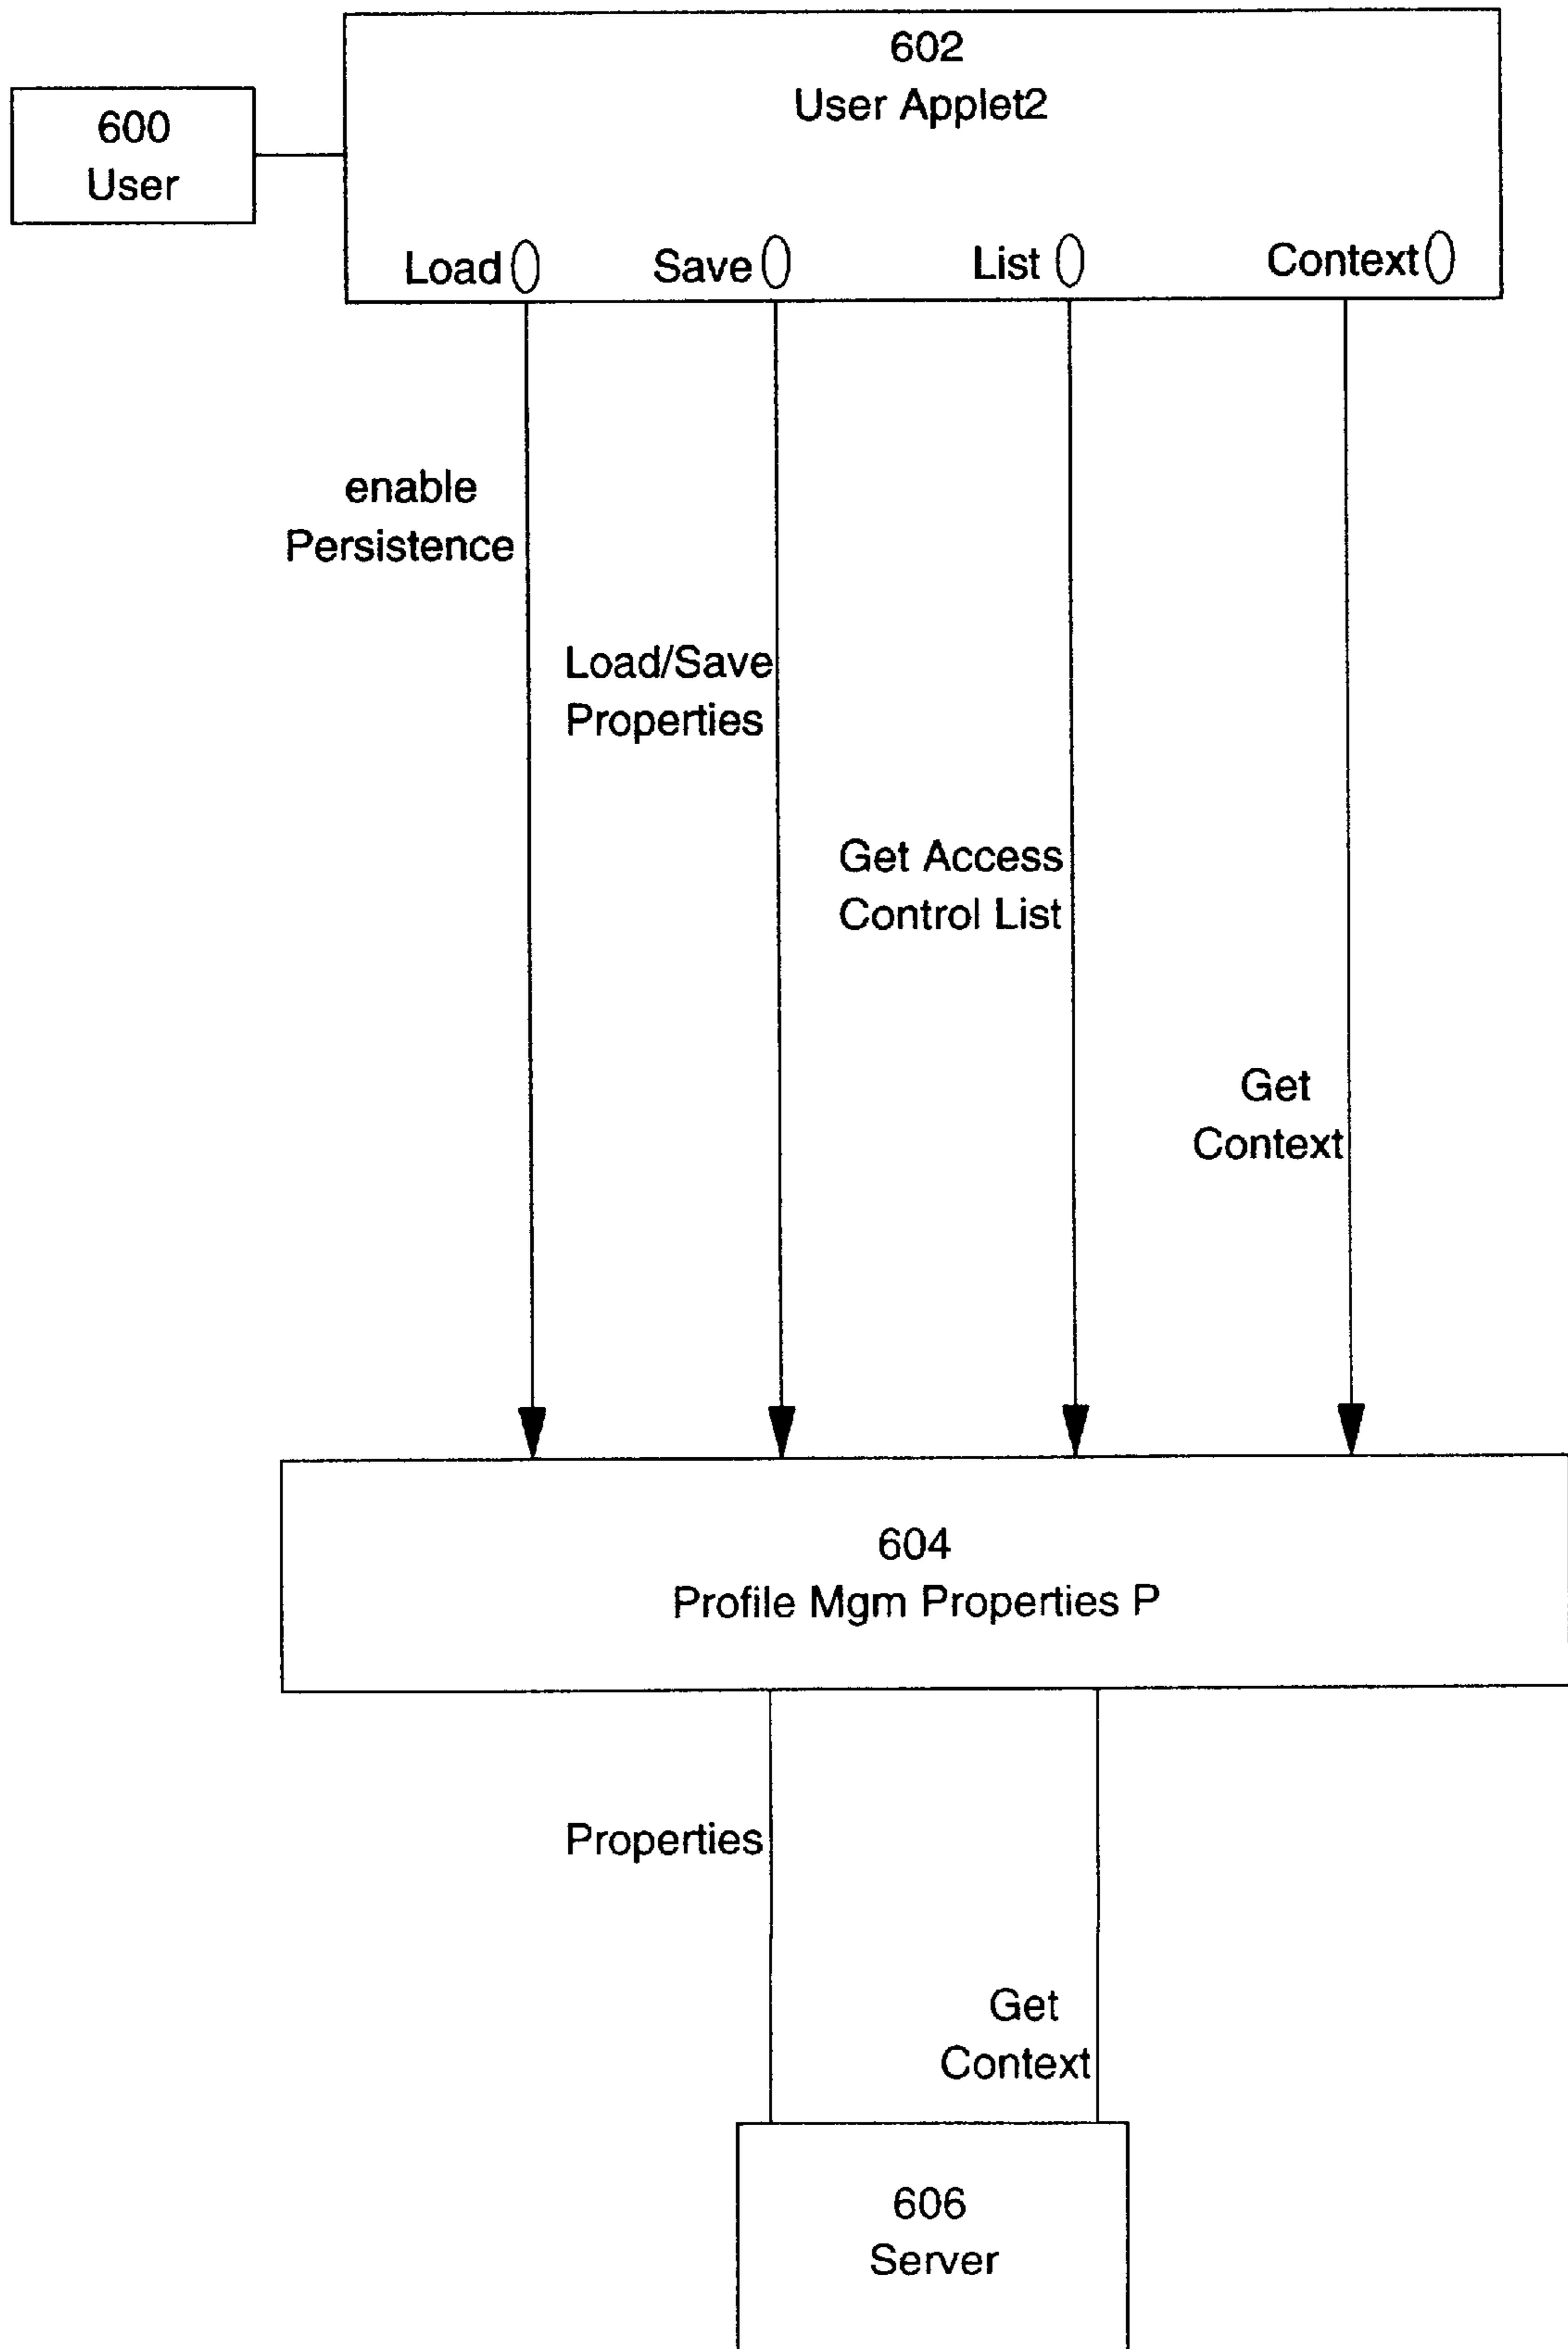 602
User Applet2
600
User
Load
Save
List
Context
enable
Persistence
Load/Save
Properties
Get Access
Control List
Get
Context
604
Profile Mgm Properties P
Properties
Get
Context
606
Server